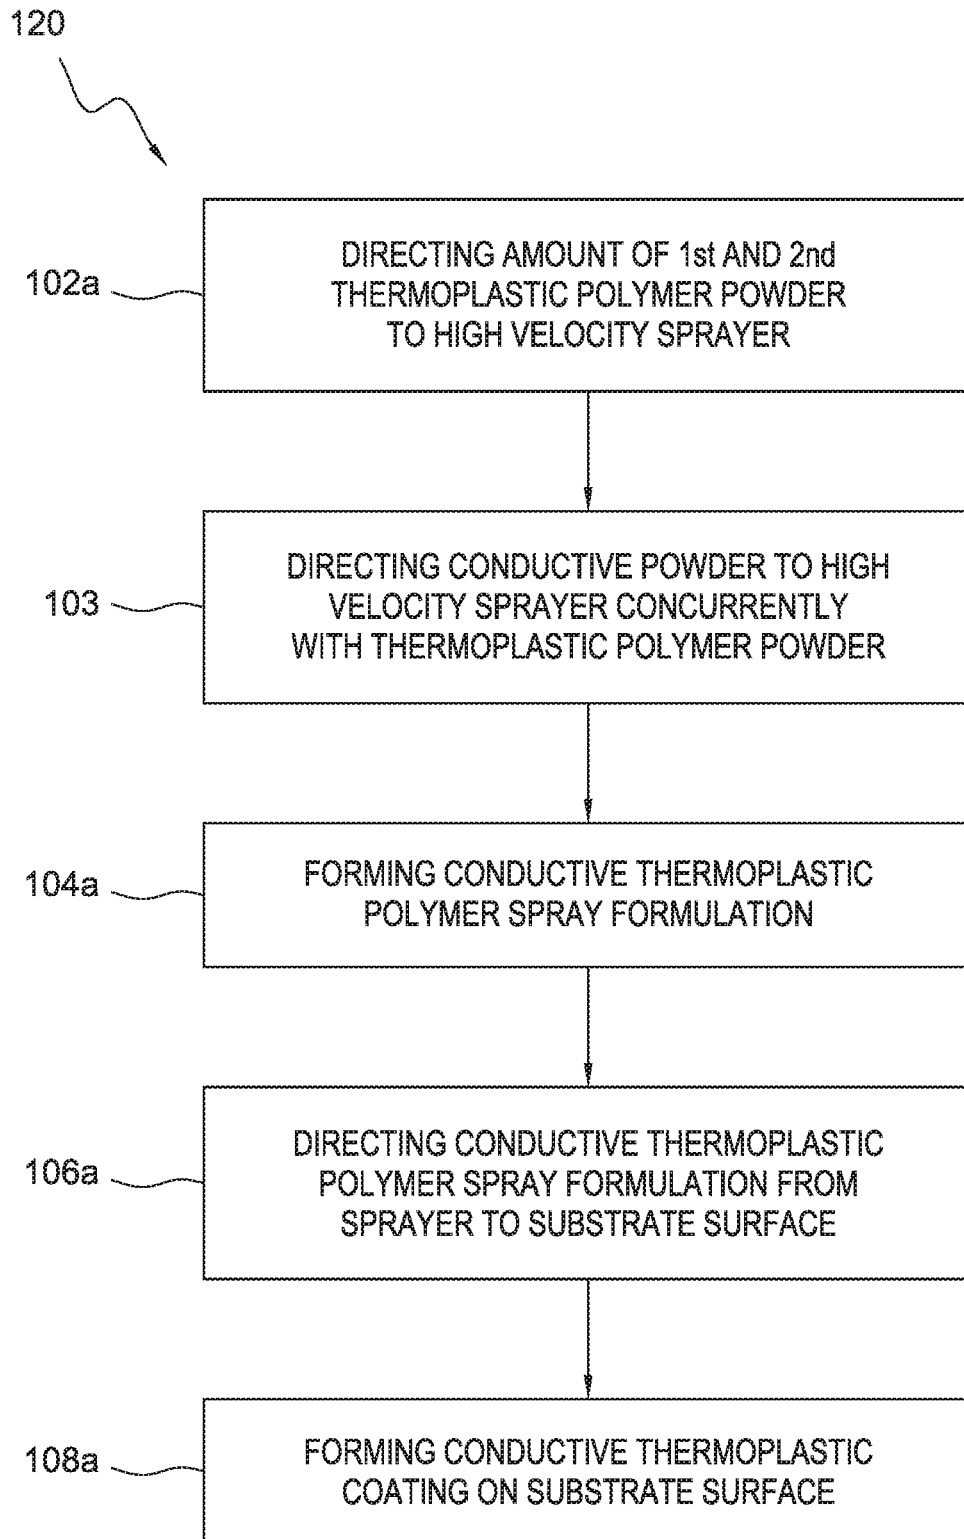 120
102a
DIRECTING AMOUNT OF 1st AND 2nd
THERMOPLASTIC POLYMER POWDER
TO HIGH VELOCITY SPRAYER
103
DIRECTING CONDUCTIVE POWDER TO HIGH
VELOCITY SPRAYER CONCURRENTLY
WITH THERMOPLASTIC POLYMER POWDER
104a
FORMING CONDUCTIVE THERMOPLASTIC
POLYMER SPRAY FORMULATION
106a
DIRECTING CONDUCTIVE THERMOPLASTIC
POLYMER SPRAY FORMULATION FROM
SPRAYER TO SUBSTRATE SURFACE
108a
FORMING CONDUCTIVE THERMOPLASTIC
COATING ON SUBSTRATE SURFACE